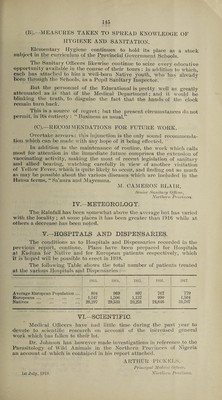 145
(B).—MEASURES TAKEN TO SPREAD KNOWLEDGE OF
HYGIENE AND SANITATION.
Elementary Hygiene continues to hold its place as a stock
subject in the curriculum of the Provincial Government Schools.
The Sanitary Officers likewise continue to seize every educative
opportunity available in the course of their tours; in addition to which,
each has attached to him a well-born Native youth, who has already
been through the Schools, as a Pupil Sanitary Inspector.
But the personnel of the Educational is pretty well as greatly
attenuated as is that of the Medical Department; and it would be
blinking the truth, to disguise the fact that the hands of the clock
remain turn back.
This is a source of regret; but the present circumstances do not
permit, in its entirety: "Business as usual."
(C).—RECOMMENDATIONS FOR FUTURE WORK.
Overtake arrears: this injunction is the only sound recommenda-
tion which can be made with any hope of it being effected.
In addition to the maintenance of routine, the work which calls
most for attention in the immediate future comprises the extension of
vaccinating activity, making the most of recent legislation of sanitary
and allied bearing, watching carefully in view of another visitation
of Yellow Fever, which is quite likely to occur, and finding out as much
as may be possible about the various diseases which are included in the
Hausa terms, "Sa'nura and Hayemma.
M. CAMERON BLAIR,
Senior Sanitary Officer,
Northern Provinces.
IV.—METEOROLOGY.
The Rainfall has been somewhat above the average but has varied
with the locality; at some places it has been greater than 1916 while at
others a decrease has been noted.
V.—HOSPITALS AND DISPENSARIES.
The conditions as to Hospitals and Dispensaries recorded in the
previous report, continue. Plans have been prepared for Hospitals
at Kaduna for Native and for European patients respectively, which
it is hoped will be possible to erect in 1918.
The following Table shews the total number of patients treated
at the various Hospitals and Dispensaries:—
VI.—SCIENTIFIC.
Medical Officers have had little time during the past year to
devote to scientific research on account of the increased general
work which has fallen to their lot.
Dr. Johnson has however made investigations in reference to the
Parasitology of Wild Animals in the Northern Provinces of Nigeria
an account of which is contained in his report attached.
ARTHUR PICKELS,
Principal Medical Officer,
Northern Provinces.
1st July, 1918.